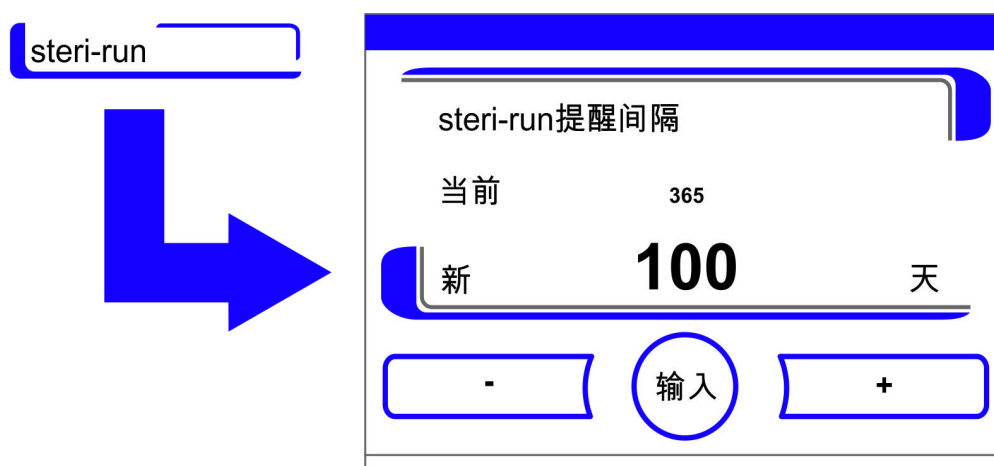 steri-run
steri-run提醒间隔
当前 365
新 100 天
- 输入 +